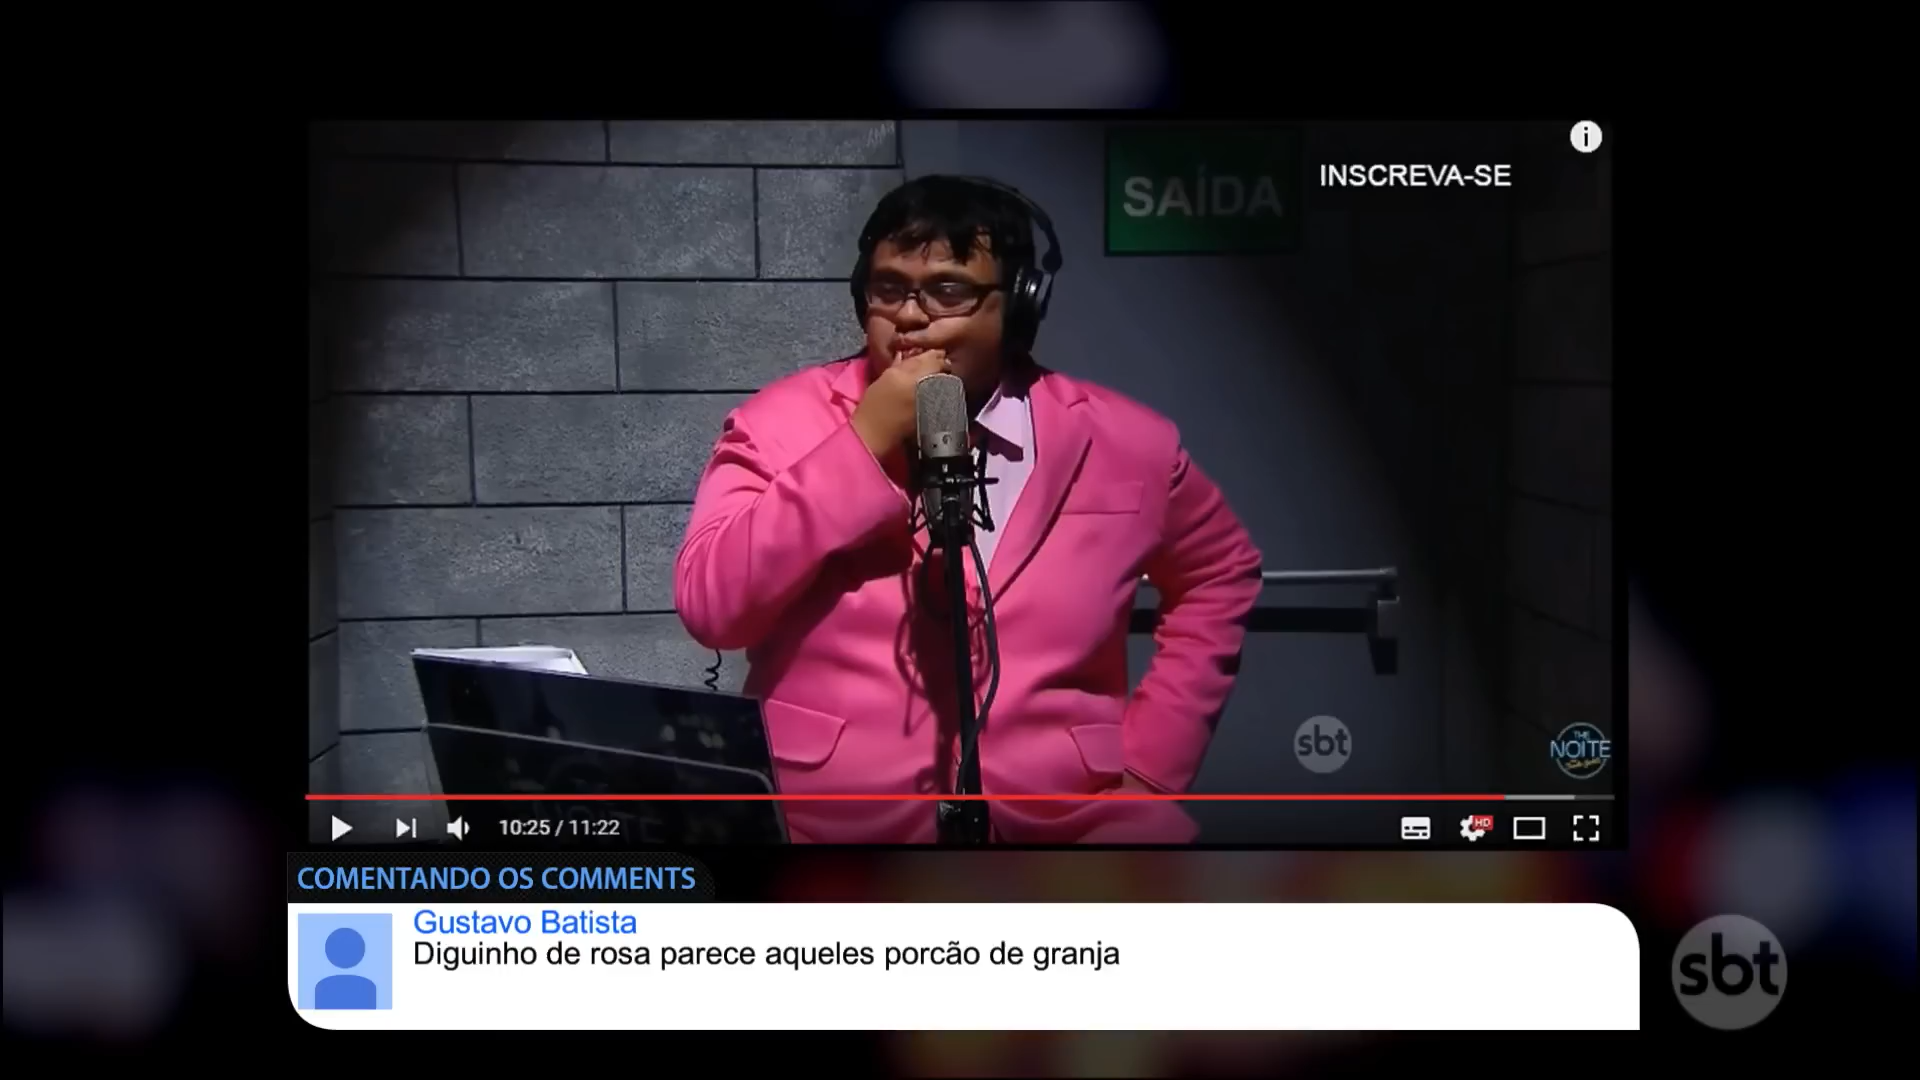 SAÍDA
INSCREVA-SE
i
sbt
THE
NOITE
10:25 / 11:22
HD
COMENTANDO OS COMMENTS
Gustavo Batista
Diguinho de rosa parece aqueles porcão de granja
sbt